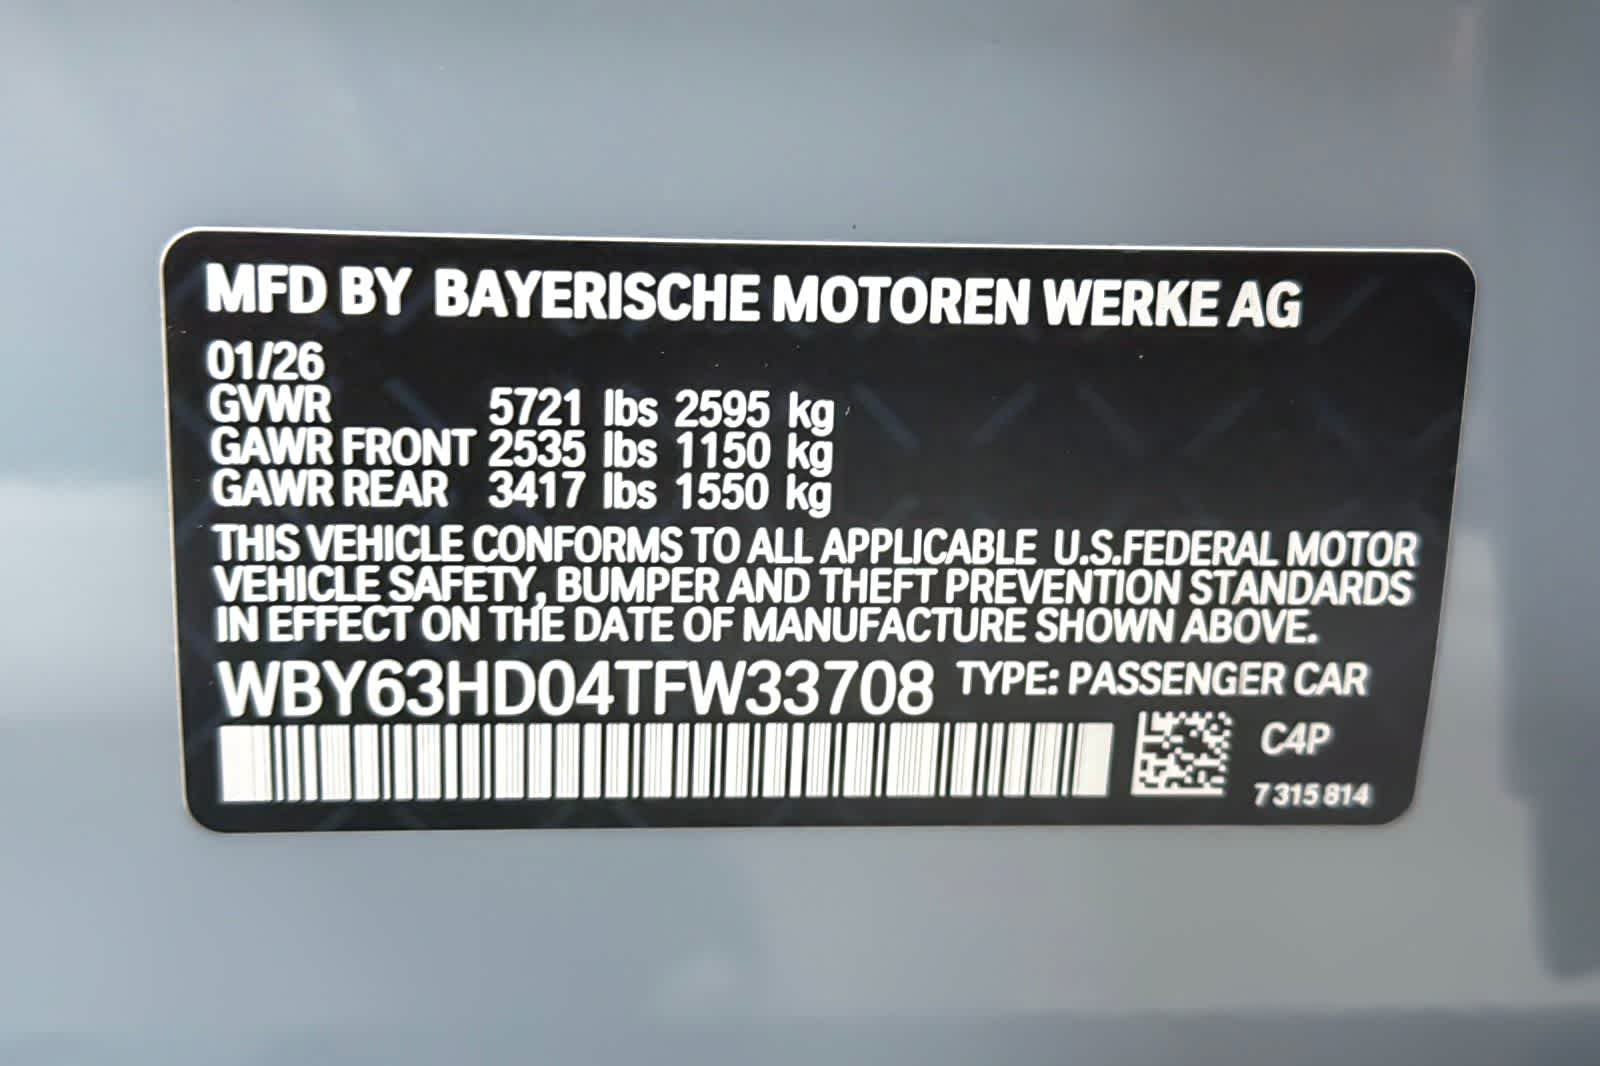 MFD BY BAYERISCHE MOTOREN WERKE AG
01/26
GVWR 5721 lbs 2595 kg
GAWR FRONT 2535 lbs 1150 kg
GAWR REAR 3417 lbs 1550 kg
THIS VEHICLE CONFORMS TO ALL APPLICABLE U.S.FEDERAL MOTOR
VEHICLE SAFETY, BUMPER AND THEFT PREVENTION STANDARDS
IN EFFECT ON THE DATE OF MANUFACTURE SHOWN ABOVE.
WBY63HD04TFW33708 TYPE: PASSENGER CAR
C4P
7 315 814